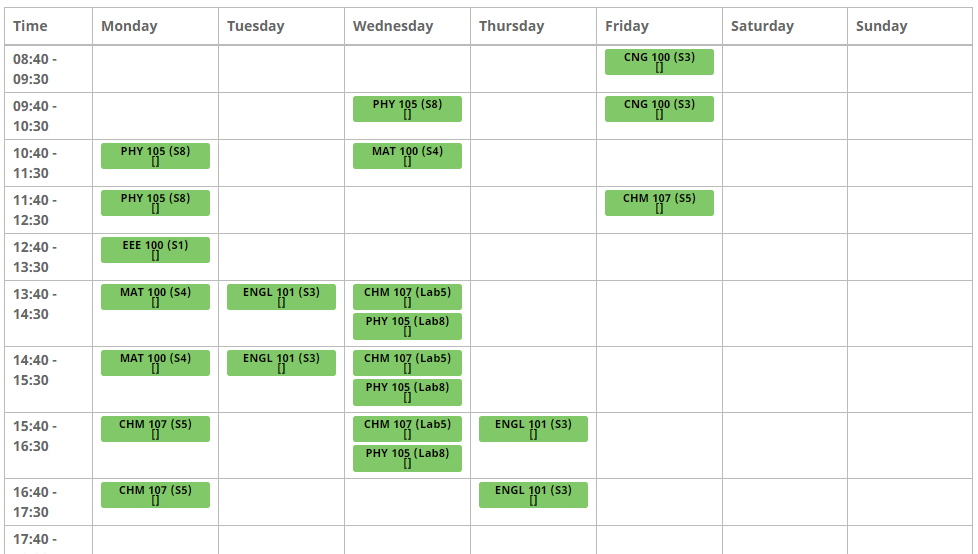 Time Monday Tuesday Wednesday Thursday Friday Saturday Sunday
08:40 -
09:30
CNG 100 (S3)
[]
09:40 -
10:30
PHY 105 (S8)
[]
CNG 100 (S3)
[]
10:40 -
11:30
PHY 105 (S8)
[]
MAT 100 (S4)
[]
11:40 -
12:30
PHY 105 (S8)
[]
CHM 107 (S5)
[]
12:40 -
13:30
EEE 100 (S1)
[]
13:40 -
14:30
MAT 100 (S4)
[]
ENGL 101 (S3)
[]
CHM 107 (Lab5)
[]
PHY 105 (Lab8)
[]
14:40 -
15:30
MAT 100 (S4)
[]
ENGL 101 (S3)
[]
CHM 107 (Lab5)
[]
PHY 105 (Lab8)
[]
15:40 -
16:30
CHM 107 (S5)
[]
CHM 107 (Lab5)
[]
PHY 105 (Lab8)
[]
ENGL 101 (S3)
[]
16:40 -
17:30
CHM 107 (S5)
[]
ENGL 101 (S3)
[]
17:40 -